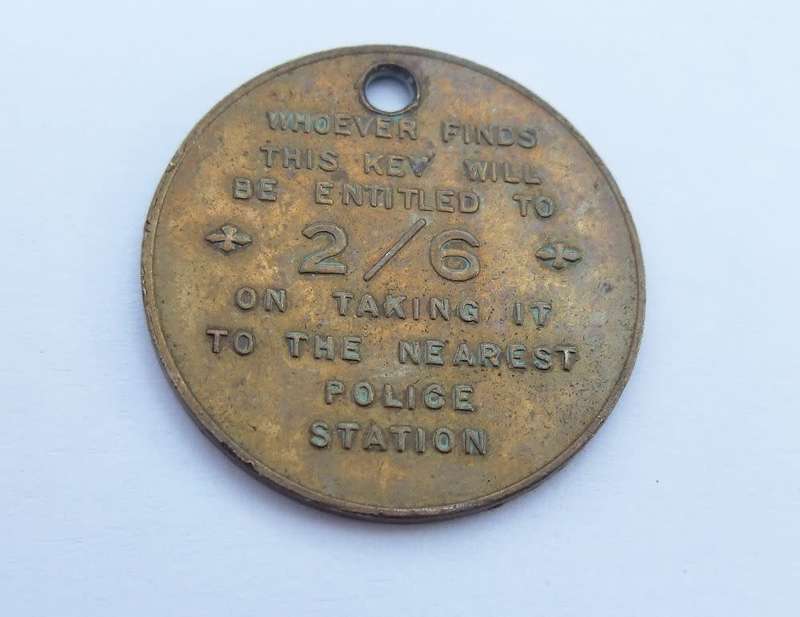 WHOEVER FINDS
THIS KEY WILL
BE ENTITLED TO
2/6
ON TAKING IT
TO THE NEAREST
POLICE
STATION